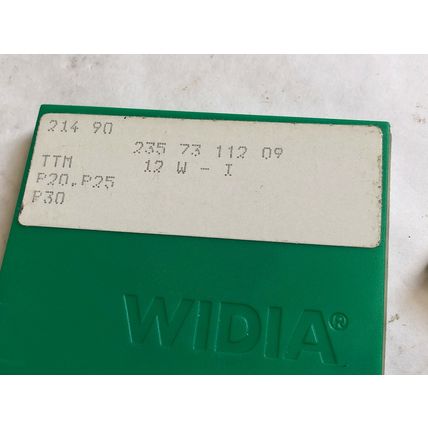 214 90
235 73 112 09
TTM 12 W - I
P20,P25
P30
WIDIA®